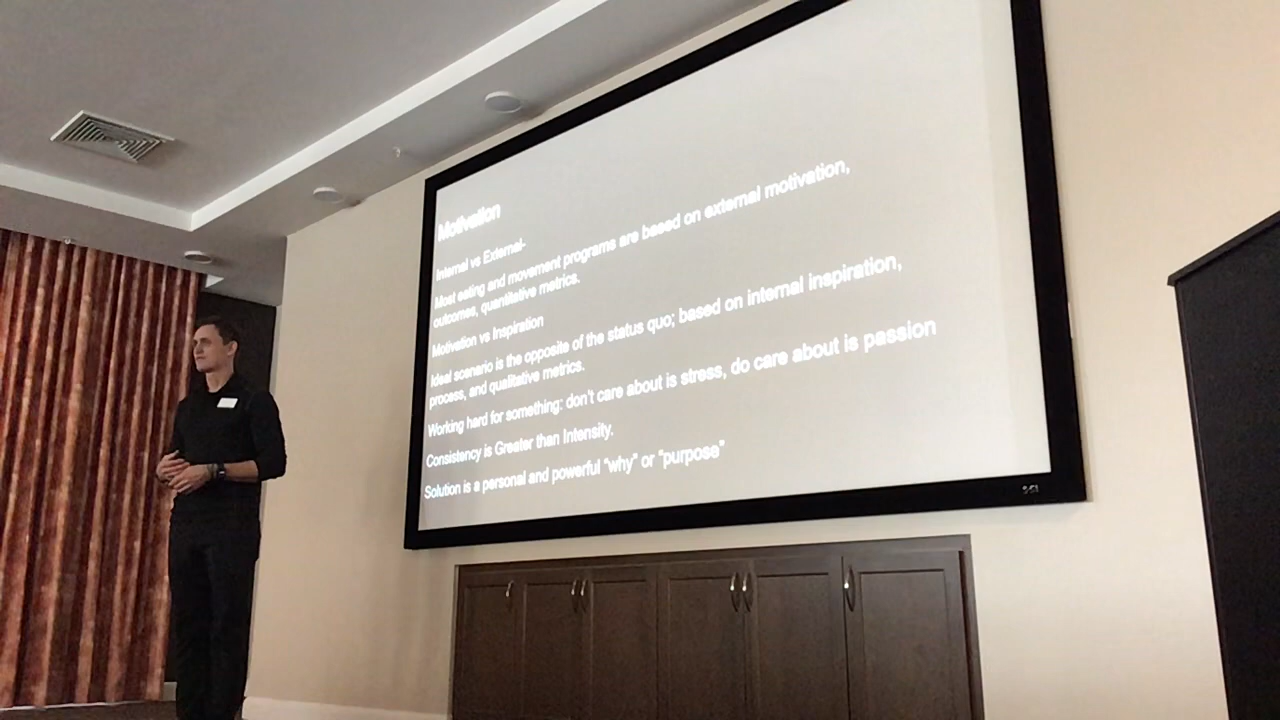 Motivation
Internal vs External-
Most eating and movement programs are based on external motivation,
outcomes, quantitative metrics.
Motivation vs Inspiration
Ideal scenario is the opposite of the status quo; based on internal inspiration,
process, and qualitative metrics.
Working hard for something: don't care about is stress, do care about is passion
Consistency is Greater than Intensity.
Solution is a personal and powerful “why” or “purpose”